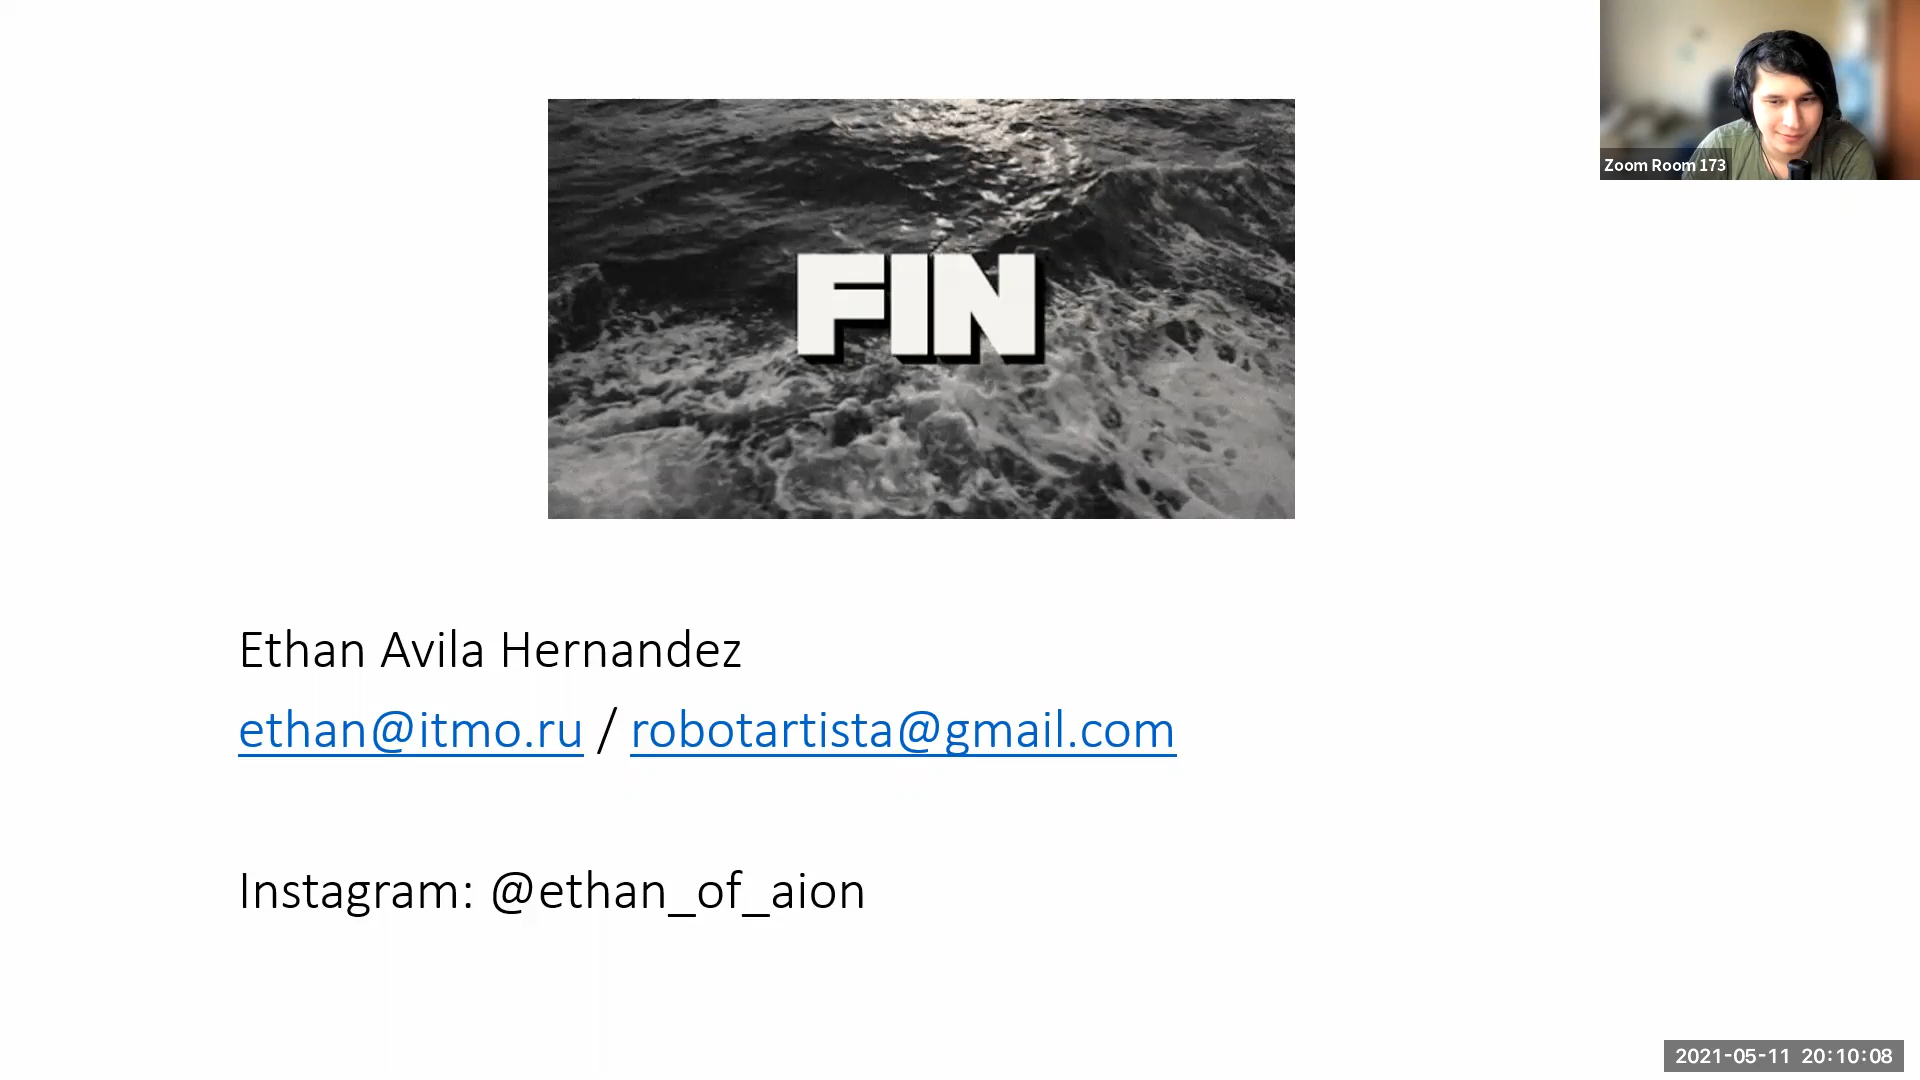 Zoom Room 173
FIN
Ethan Avila Hernandez
ethan@itmo.ru / robotartista@gmail.com
Instagram: @ethan_of_aion
2021-05-11 20:10:08